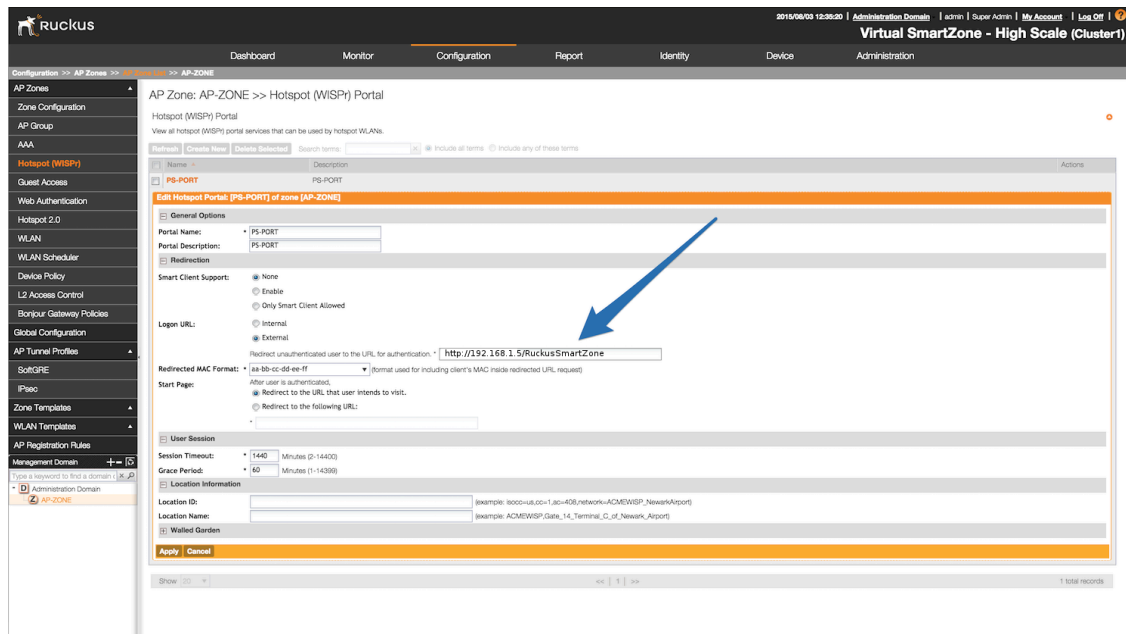 RUCKUS
2015/08/03 12:35:20 | Administration Domain | admin | Super Admin | My Account | Log Off | ?
Virtual SmartZone - High Scale (Cluster1)
Dashboard Monitor Configuration Report Identity Device Administration
Configuration >> AP Zones >> AP Zone List >> AP-ZONE
AP Zones
Zone Configuration
AP Group
AAA
Hotspot (WISPr)
Guest Access
Web Authentication
Hotspot 2.0
WLAN
WLAN Scheduler
Device Policy
L2 Access Control
Bonjour Gateway Policies
Global Configuration
AP Tunnel Profiles
SoftGRE
IPsec
Zone Templates
WLAN Templates
AP Registration Rules
Management Domain
Type a keyword to find a domain
D Administration Domain
Z AP-ZONE
AP Zone: AP-ZONE >> Hotspot (WISPr) Portal
Hotspot (WISPr) Portal
View all hotspot (WISPr) portal services that can be used by hotspot WLANs.
Refresh Create New Delete Selected Search terms: Include all terms Include any of these terms
Name Description Actions
PS-PORT PS-PORT
Edit Hotspot Portal: [PS-PORT] of zone [AP-ZONE]
General Options
Portal Name: * PS-PORT
Portal Description: PS-PORT
Redirection
Smart Client Support: None
Enable
Only Smart Client Allowed
Logon URL: Internal
External
Redirect unauthenticated user to the URL for authentication. * http://192.168.1.5/RuckusSmartZone
Redirected MAC Format: * aa-bb-cc-dd-ee-ff (format used for including client's MAC inside redirected URL request)
Start Page: After user is authenticated,
Redirect to the URL that user intends to visit.
Redirect to the following URL:
*
User Session
Session Timeout: * 1440 Minutes (2-14400)
Grace Period: * 60 Minutes (1-14399)
Location Information
Location ID: (example: isocc=us,cc=1,ac=408,network=ACMEWISP_NewarkAirport)
Location Name: (example: ACMEWISP,Gate_14_Terminal_C_of_Newark_Airport)
Walled Garden
Apply Cancel
Show 20 << | 1 | >> 1 total records